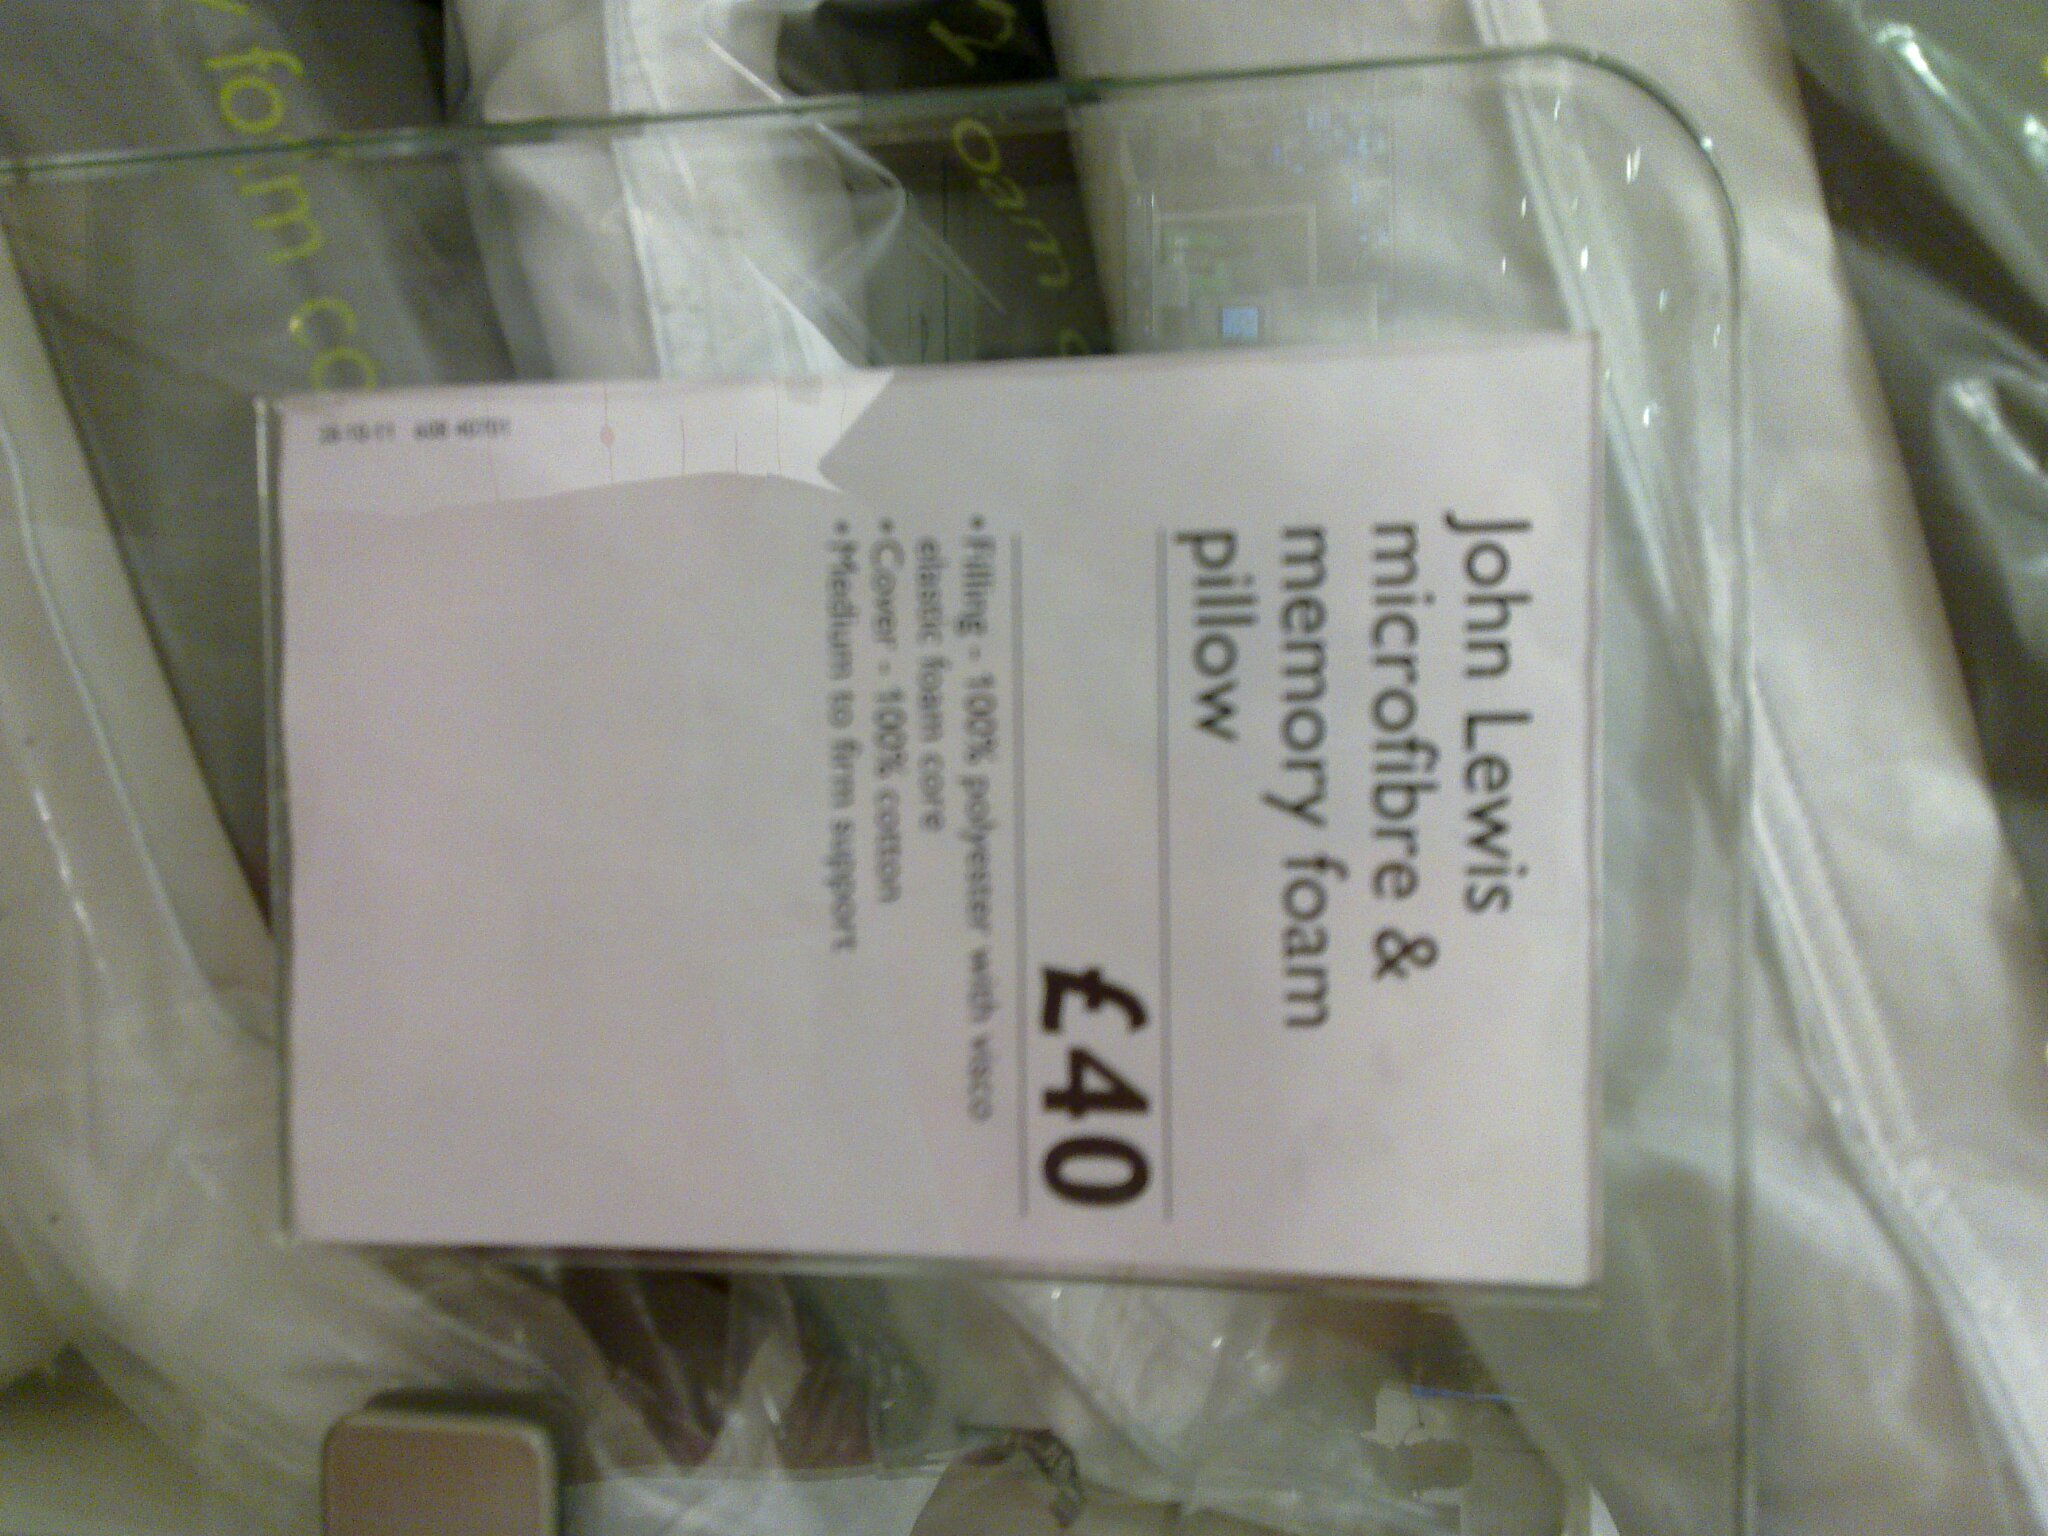 John Lewis
microfibre &
memory foam
pillow
£40
•Filling - 100% polyester with visco
elastic foam core
•Cover - 100% cotton
•Medium to firm support